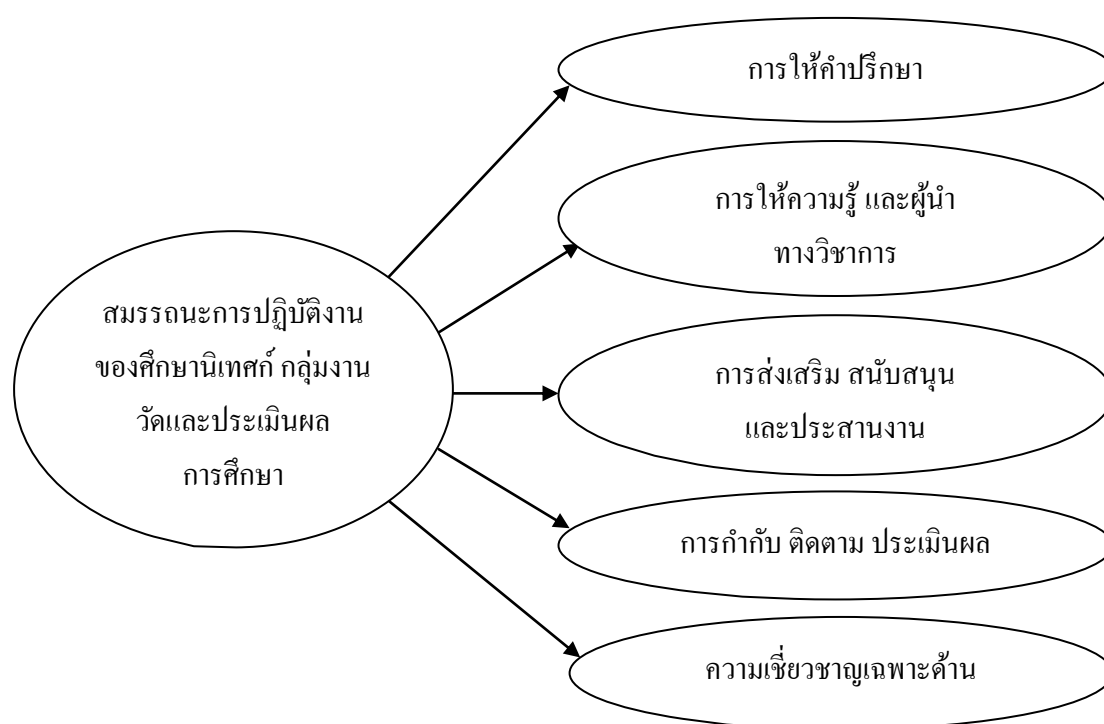 การให้คำปรึกษา
การให้ความรู้ และผู้นำ
ทางวิชาการ
สมรรถนะการปฏิบัติงาน
ของศึกษานิเทศก์ กลุ่มงาน
วัดและประเมินผล
การศึกษา
การส่งเสริม สนับสนุน
และประสานงาน
การกำกับ ติดตาม ประเมินผล
ความเชี่ยวชาญเฉพาะด้าน